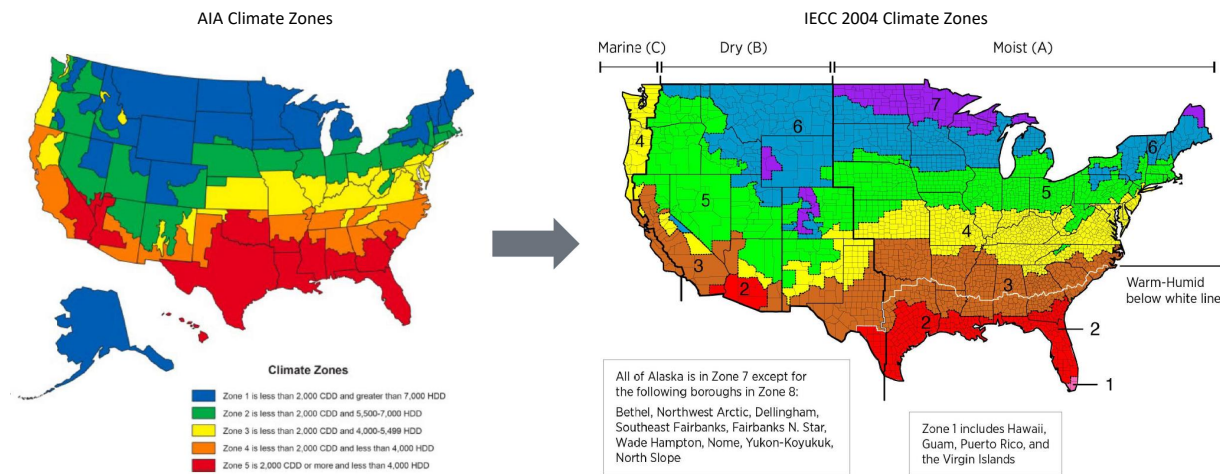 AIA Climate Zones
Climate Zones
Zone 1 is less than 2,000 CDD and greater than 7,000 HDD
Zone 2 is less than 2,000 CDD and 5,500-7,000 HDD
Zone 3 is less than 2,000 CDD and 4,000-5,499 HDD
Zone 4 is less than 2,000 CDD and less than 4,000 HDD
Zone 5 is 2,000 CDD or more and less than 4,000 HDD
IECC 2004 Climate Zones
Marine (C)
Dry (B)
Moist (A)
7
6
6
4
5
5
4
3
3
Warm-Humid
below white line
2
2
2
1
All of Alaska is in Zone 7 except for
the following boroughs in Zone 8:
Bethel, Northwest Arctic, Dellingham,
Southeast Fairbanks, Fairbanks N. Star,
Wade Hampton, Nome, Yukon-Koyukuk,
North Slope
Zone 1 includes Hawaii,
Guam, Puerto Rico, and
the Virgin Islands